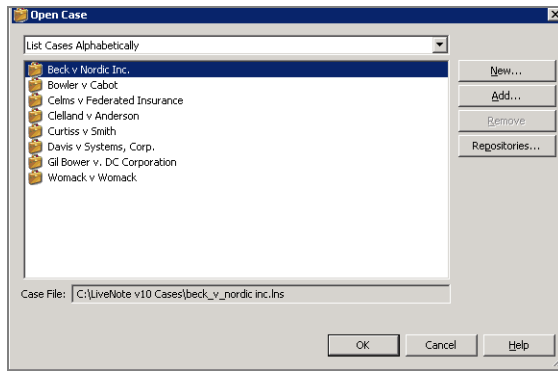 Open Case
List Cases Alphabetically
Beck v Nordic Inc.
Bowler v Cabot
Celms v Federated Insurance
Clelland v Anderson
Curtiss v Smith
Davis v Systems, Corp.
Gil Bower v. DC Corporation
Womack v Womack
New...
Add...
Remove
Repositories...
Case File: C:\LiveNote v10 Cases\beck_v_nordic inc.lns
OK Cancel Help